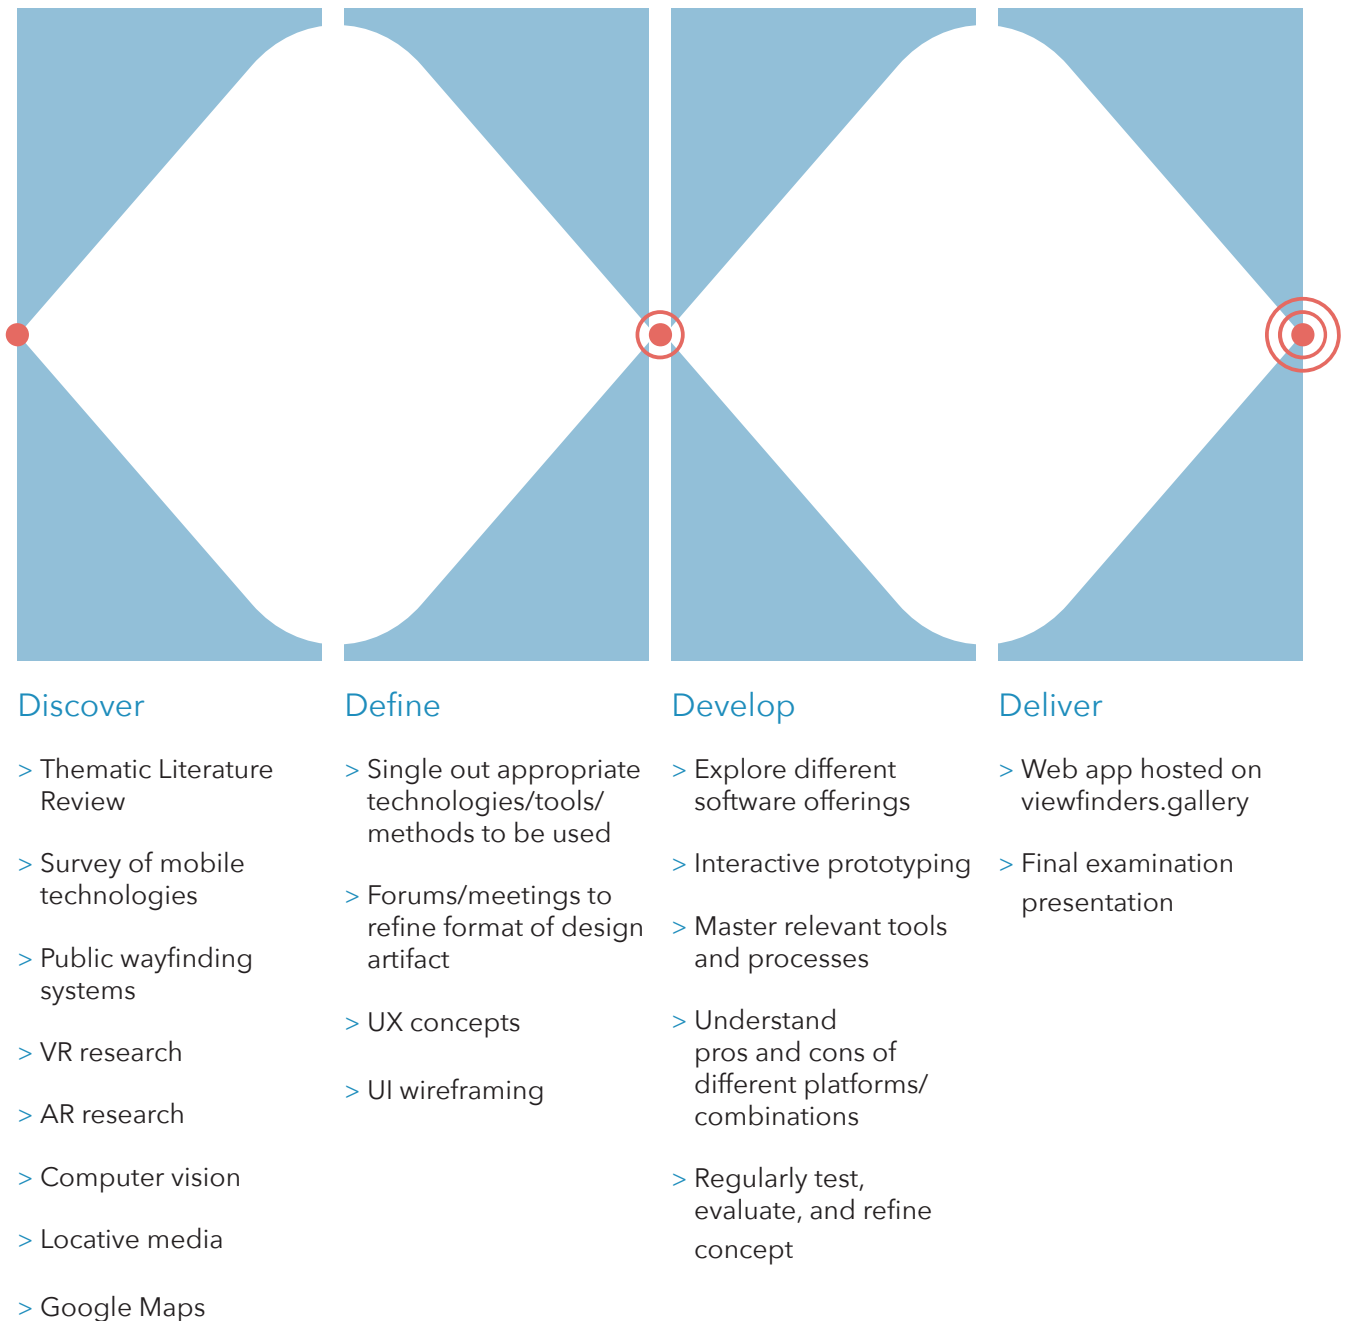 Discover
> Thematic Literature
Review
> Survey of mobile
technologies
> Public wayfinding
systems
> VR research
> AR research
> Computer vision
> Locative media
> Google Maps
Define
> Single out appropriate
technologies/tools/
methods to be used
> Forums/meetings to
refine format of design
artifact
> UX concepts
> UI wireframing
Develop
> Explore different
software offerings
> Interactive prototyping
> Master relevant tools
and processes
> Understand
pros and cons of
different platforms/
combinations
> Regularly test,
evaluate, and refine
concept
Deliver
> Web app hosted on
viewfinders.gallery
> Final examination
presentation